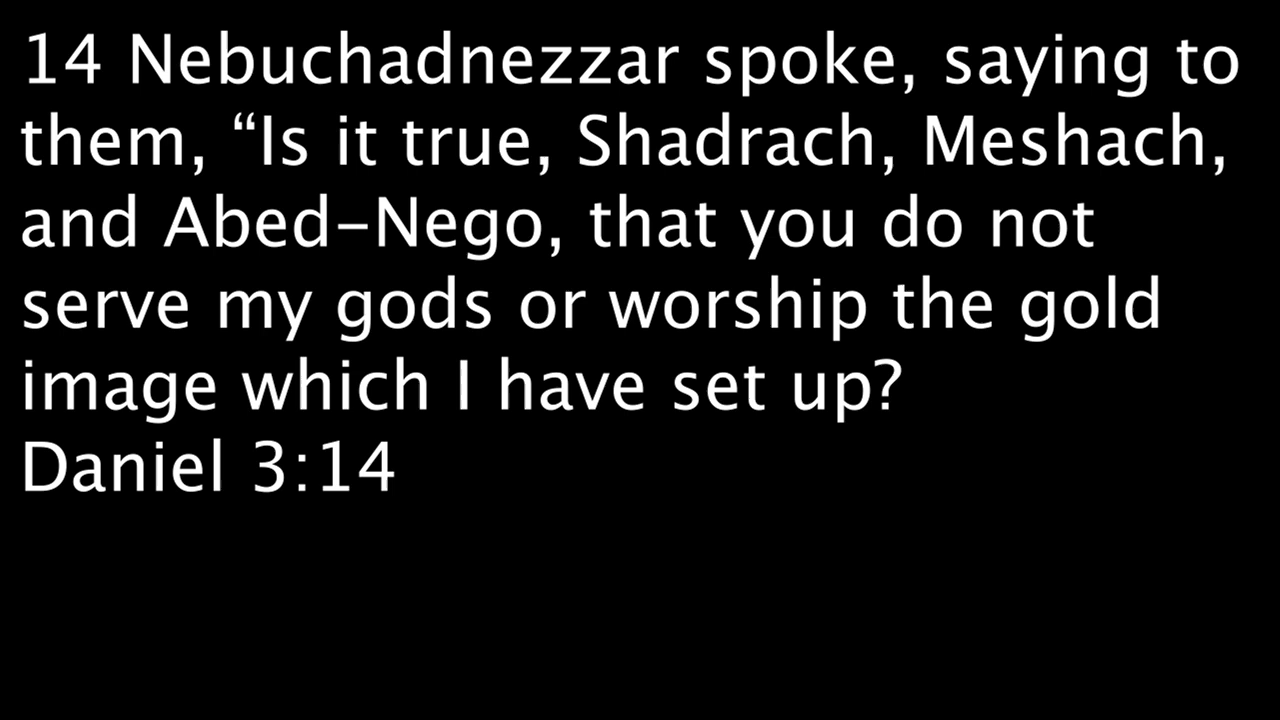 14 Nebuchadnezzar spoke, saying to
them, “Is it true, Shadrach, Meshach,
and Abed–Nego, that you do not
serve my gods or worship the gold
image which I have set up?
Daniel 3:14